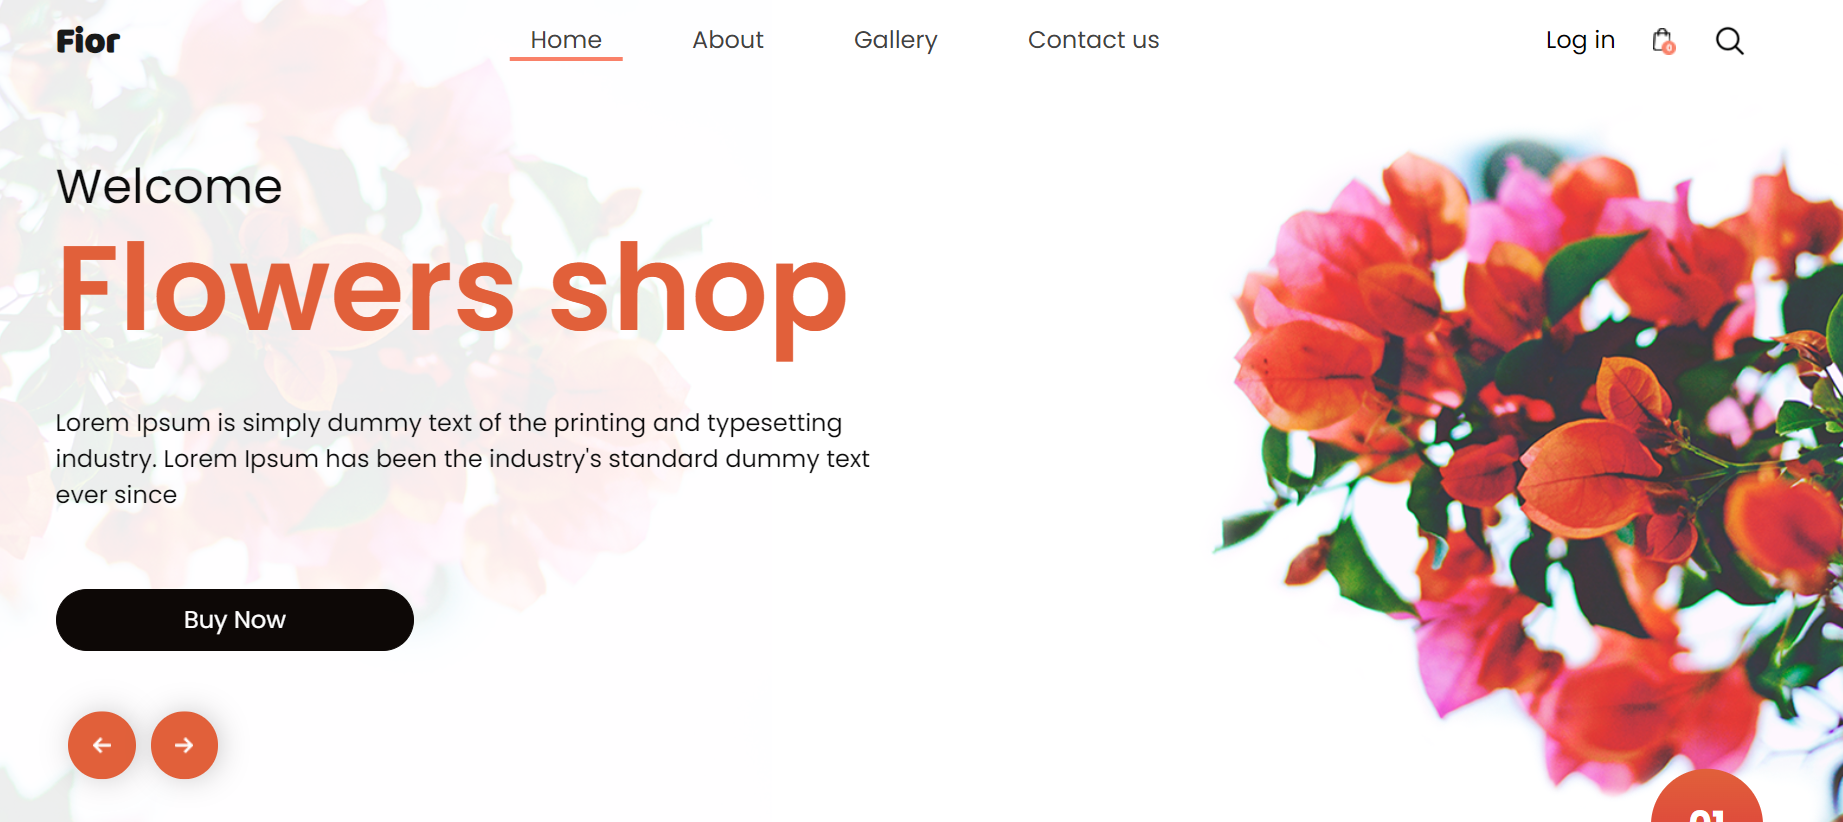 Fior
Home About Gallery Contact us
Log in
0
Welcome
Flowers shop
Lorem Ipsum is simply dummy text of the printing and typesetting
industry. Lorem Ipsum has been the industry's standard dummy text
ever since
Buy Now
01